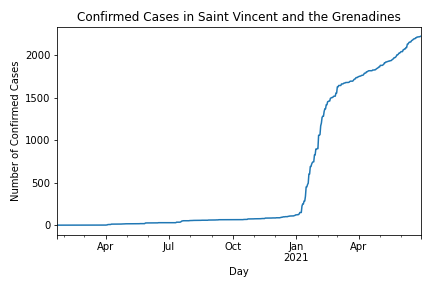 Confirmed Cases in Saint Vincent and the Grenadines
Number of Confirmed Cases
2000
1500
1000
500
0
Apr
Jul
Oct
Jan
2021
Apr
Day